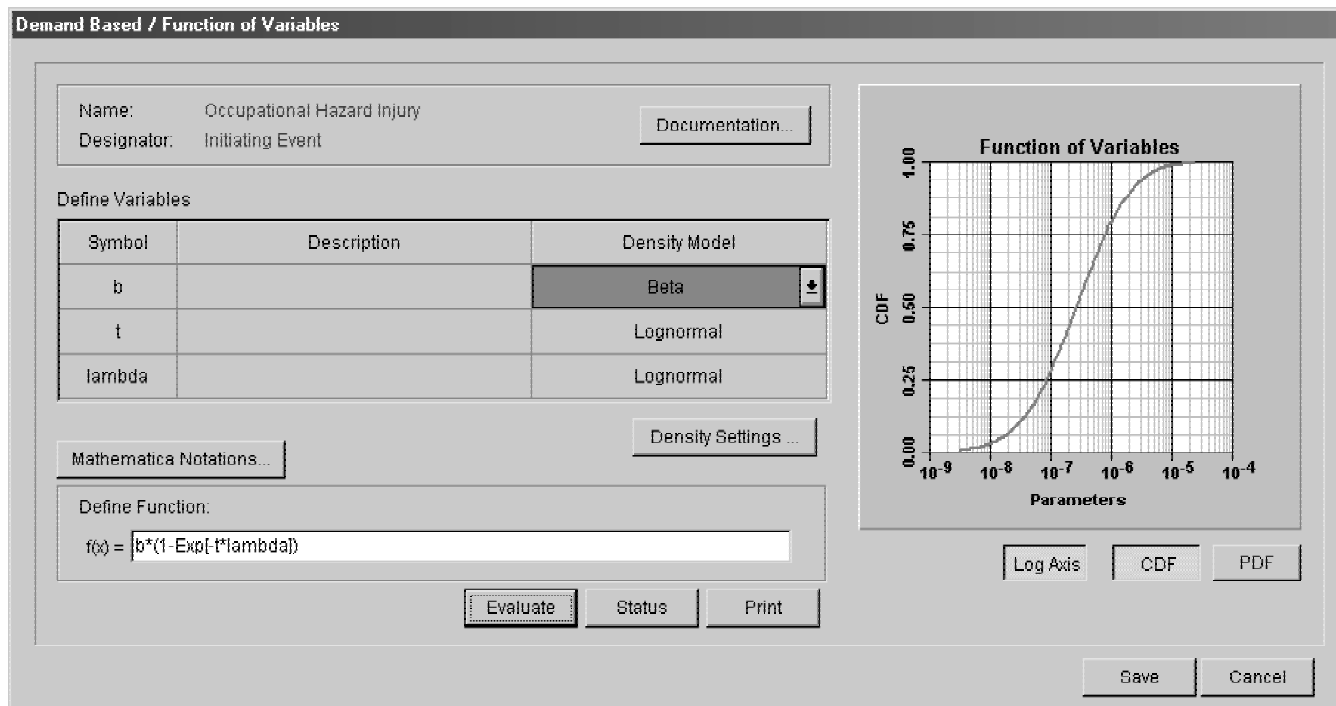 Demand Based / Function of Variables
Name: Occupational Hazard Injury
Designator: Initiating Event
Documentation...
Define Variables
Symbol Description Density Model
b Beta
t Lognormal
lambda Lognormal
Density Settings ...
Mathematica Notations...
Define Function:
f(x) = b*(1-Exp[-t*lambda])
Evaluate Status Print
Function of Variables
CDF
1.00
0.75
0.50
0.25
0.00
10-9 10-8 10-7 10-6 10-5 10-4
Parameters
Log Axis CDF PDF
Save Cancel